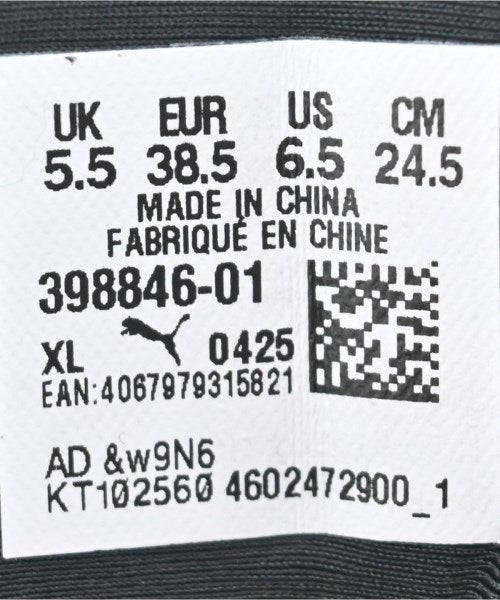 UK EUR US CM
5.5 38.5 6.5 24.5
MADE IN CHINA
FABRIQUÉ EN CHINE
398846-01
XL 0425
EAN:4067979315821
AD &w9N6
KT102560 4602472900_1